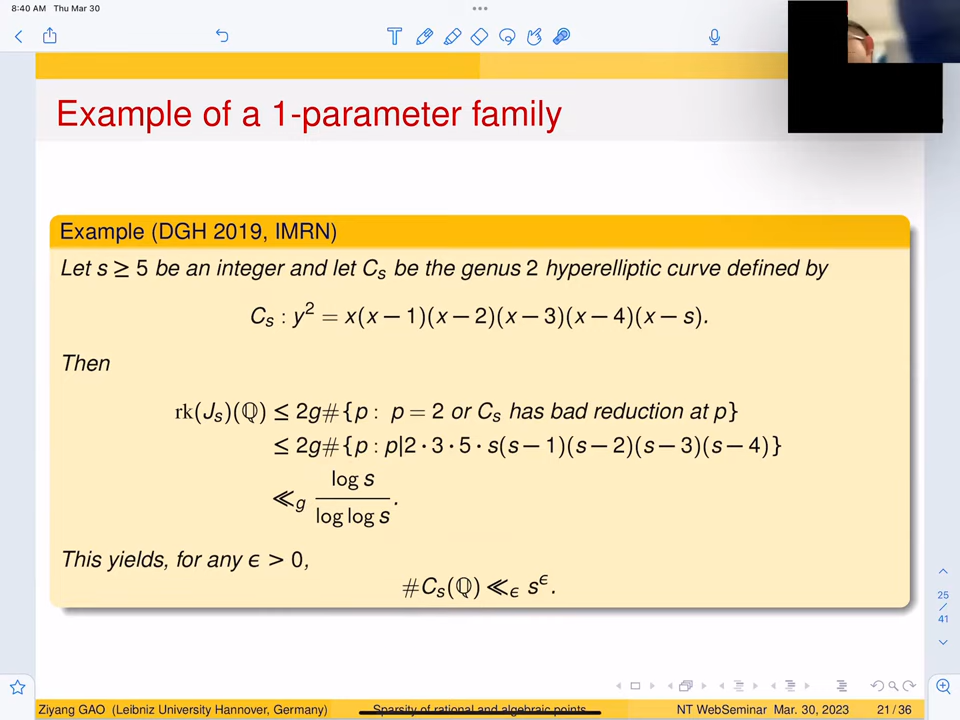 8:40 AM Thu Mar 30
T
Example of a 1-parameter family
Example (DGH 2019, IMRN)
Let s ≥ 5 be an integer and let C_s be the genus 2 hyperelliptic curve defined by
C_s : y² = x(x − 1)(x − 2)(x − 3)(x − 4)(x − s).
Then
rk(J_s)(ℚ) ≤ 2g#{p : p = 2 or C_s has bad reduction at p}
≤ 2g#{p : p|2 · 3 · 5 · s(s − 1)(s − 2)(s − 3)(s − 4)}
≪_g log s / log log s.
This yields, for any ϵ > 0,
#C_s(ℚ) ≪_ϵ s^ϵ.
25
/
41
Ziyang GAO (Leibniz University Hannover, Germany) Sparsity of rational and algebraic points NT WebSeminar Mar. 30, 2023 21 / 36